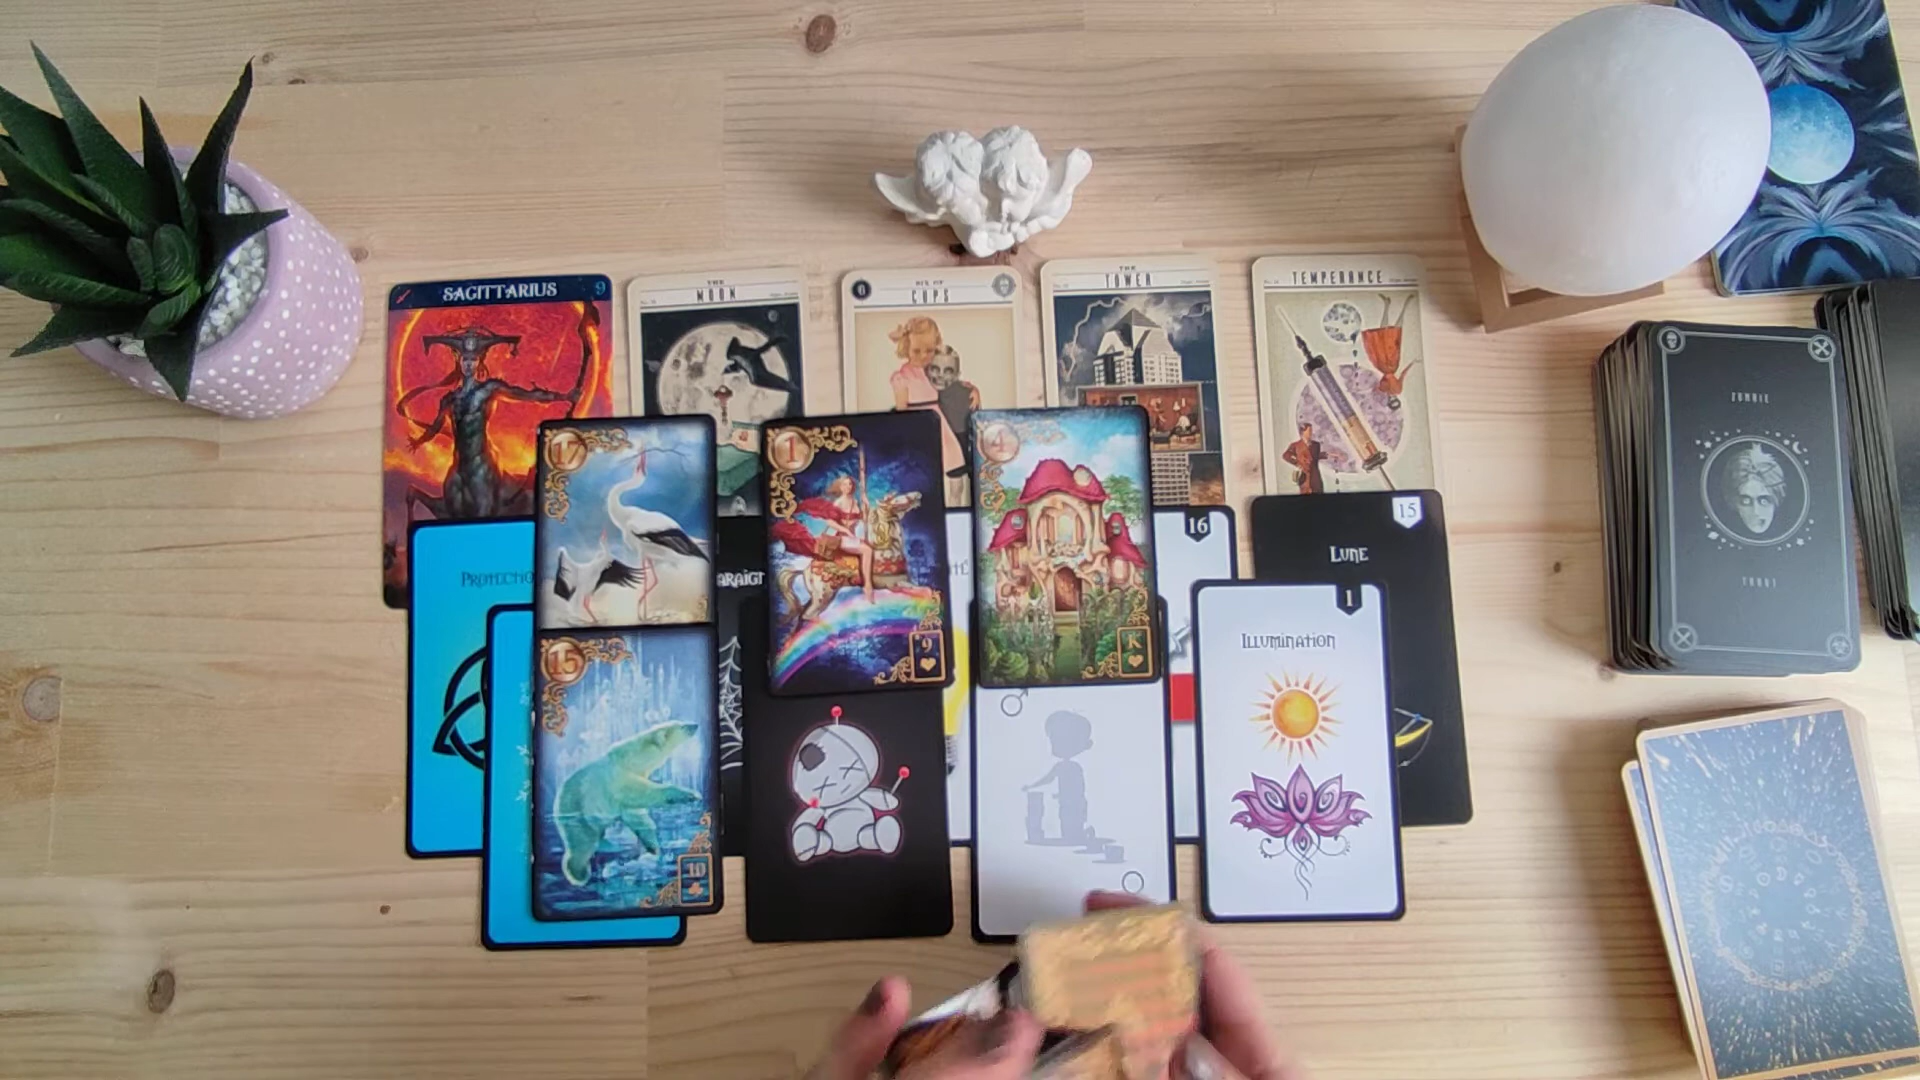 SAGITTARIUS 9
THE
MOON
6
SIX OF
CUPS
THE
TOWER
TEMPERANCE
17
1
4
16
15
LUNE
ZOMBIE
TAROT
9
K
1
ILLUMINATION
15
10